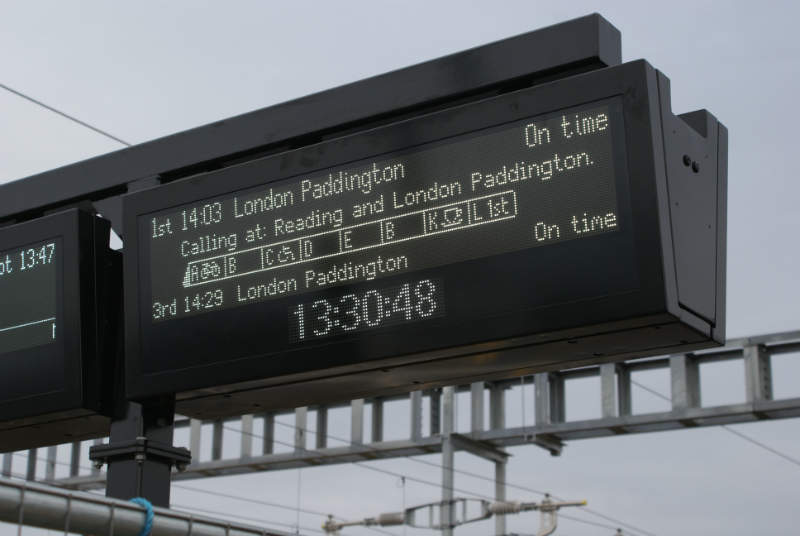 1st 14:03 London Paddington On time
Calling at: Reading and London Paddington.
A B C D E B K L 1st
3rd 14:29 London Paddington On time
13:30:48
pt 13:47